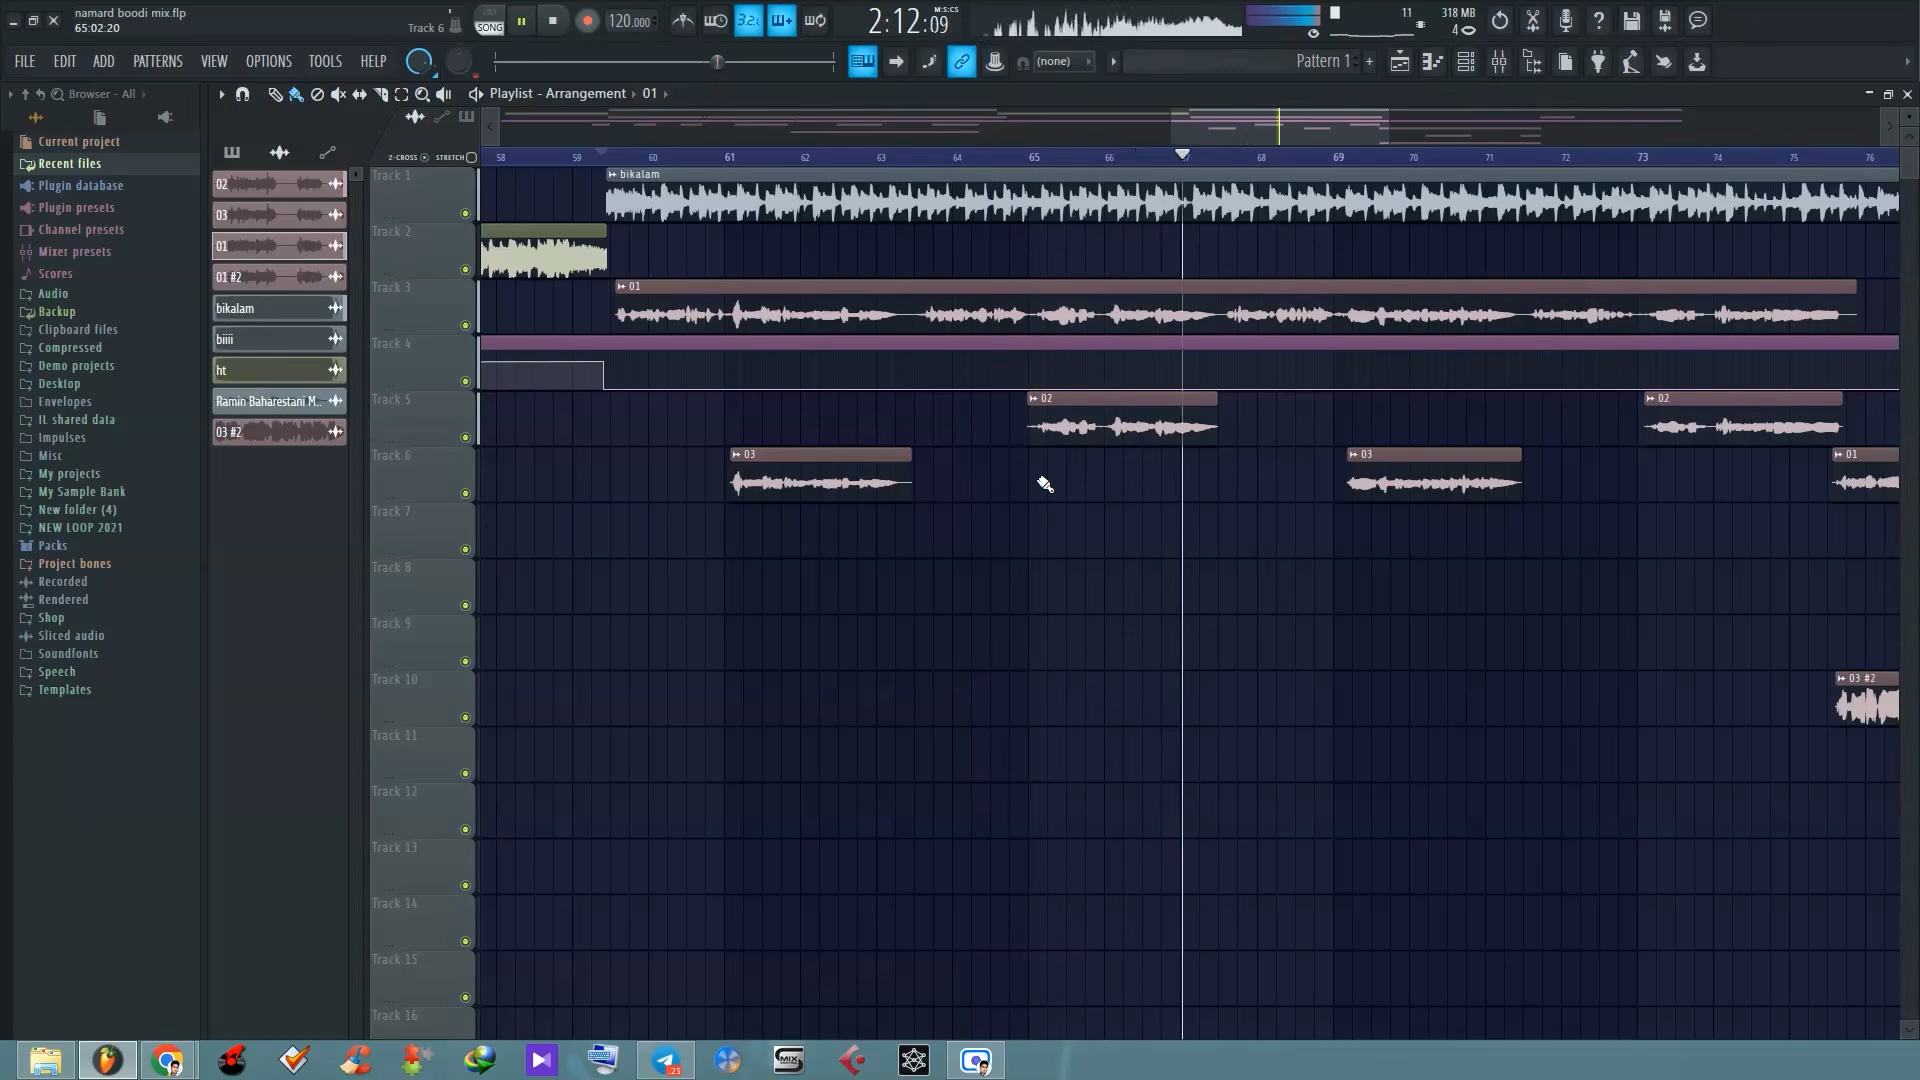 namard boodi mix.flp
65:02:20
Track 6
PAT
SONG
120.000
3.2.
2:12:09
M:S:CS
11
318 MB
4
FILE EDIT ADD PATTERNS VIEW OPTIONS TOOLS HELP
(none)
Pattern 1
Browser - All
Playlist - Arrangement
01
Z-CROSS
STRETCH
58 59 60 61 62 63 64 65 66 67 68 69 70 71 72 73 74 75 76
Current project
Recent files
Plugin database
Plugin presets
Channel presets
Mixer presets
Scores
Audio
Backup
Clipboard files
Compressed
Demo projects
Desktop
Envelopes
IL shared data
Impulses
Misc
My projects
My Sample Bank
New folder (4)
NEW LOOP 2021
Packs
Project bones
Recorded
Rendered
Shop
Sliced audio
Soundfonts
Speech
Templates
02
03
01
01 #2
bikalam
biiii
ht
Ramin Baharestani M..
03 #2
Track 1
bikalam
Track 2
Track 3
01
Track 4
Track 5
02
02
Track 6
03
03
01
Track 7
Track 8
Track 9
Track 10
03 #2
Track 11
Track 12
Track 13
Track 14
Track 15
Track 16
25
MIX